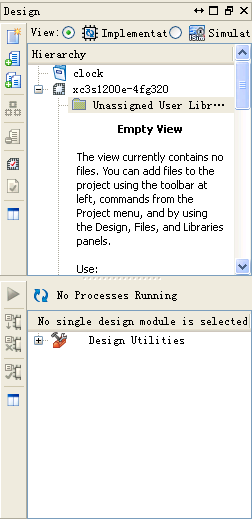 Design
View:
Implementat
Simulat
Hierarchy
clock
xc3s1200e-4fg320
Unassigned User Libr···
Empty View
The view currently contains no
files. You can add files to the
project using the toolbar at
left, commands from the
Project menu, and by using
the Design, Files, and Libraries
panels.
Use:
No Processes Running
No single design module is selected
Design Utilities